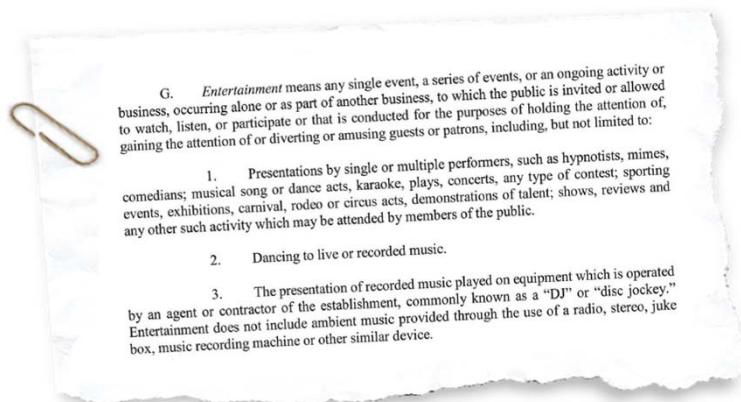 G. Entertainment means any single event, a series of events, or an ongoing activity or
business, occurring alone or as part of another business, to which the public is invited or allowed
to watch, listen, or participate or that is conducted for the purposes of holding the attention of,
gaining the attention of or diverting or amusing guests or patrons, including, but not limited to:
1. Presentations by single or multiple performers, such as hypnotists, mimes,
comedians; musical song or dance acts, karaoke, plays, concerts, any type of contest; sporting
events, exhibitions, carnival, rodeo or circus acts, demonstrations of talent; shows, reviews and
any other such activity which may be attended by members of the public.
2. Dancing to live or recorded music.
3. The presentation of recorded music played on equipment which is operated
by an agent or contractor of the establishment, commonly known as a “DJ” or “disc jockey.”
Entertainment does not include ambient music provided through the use of a radio, stereo, juke
box, music recording machine or other similar device.